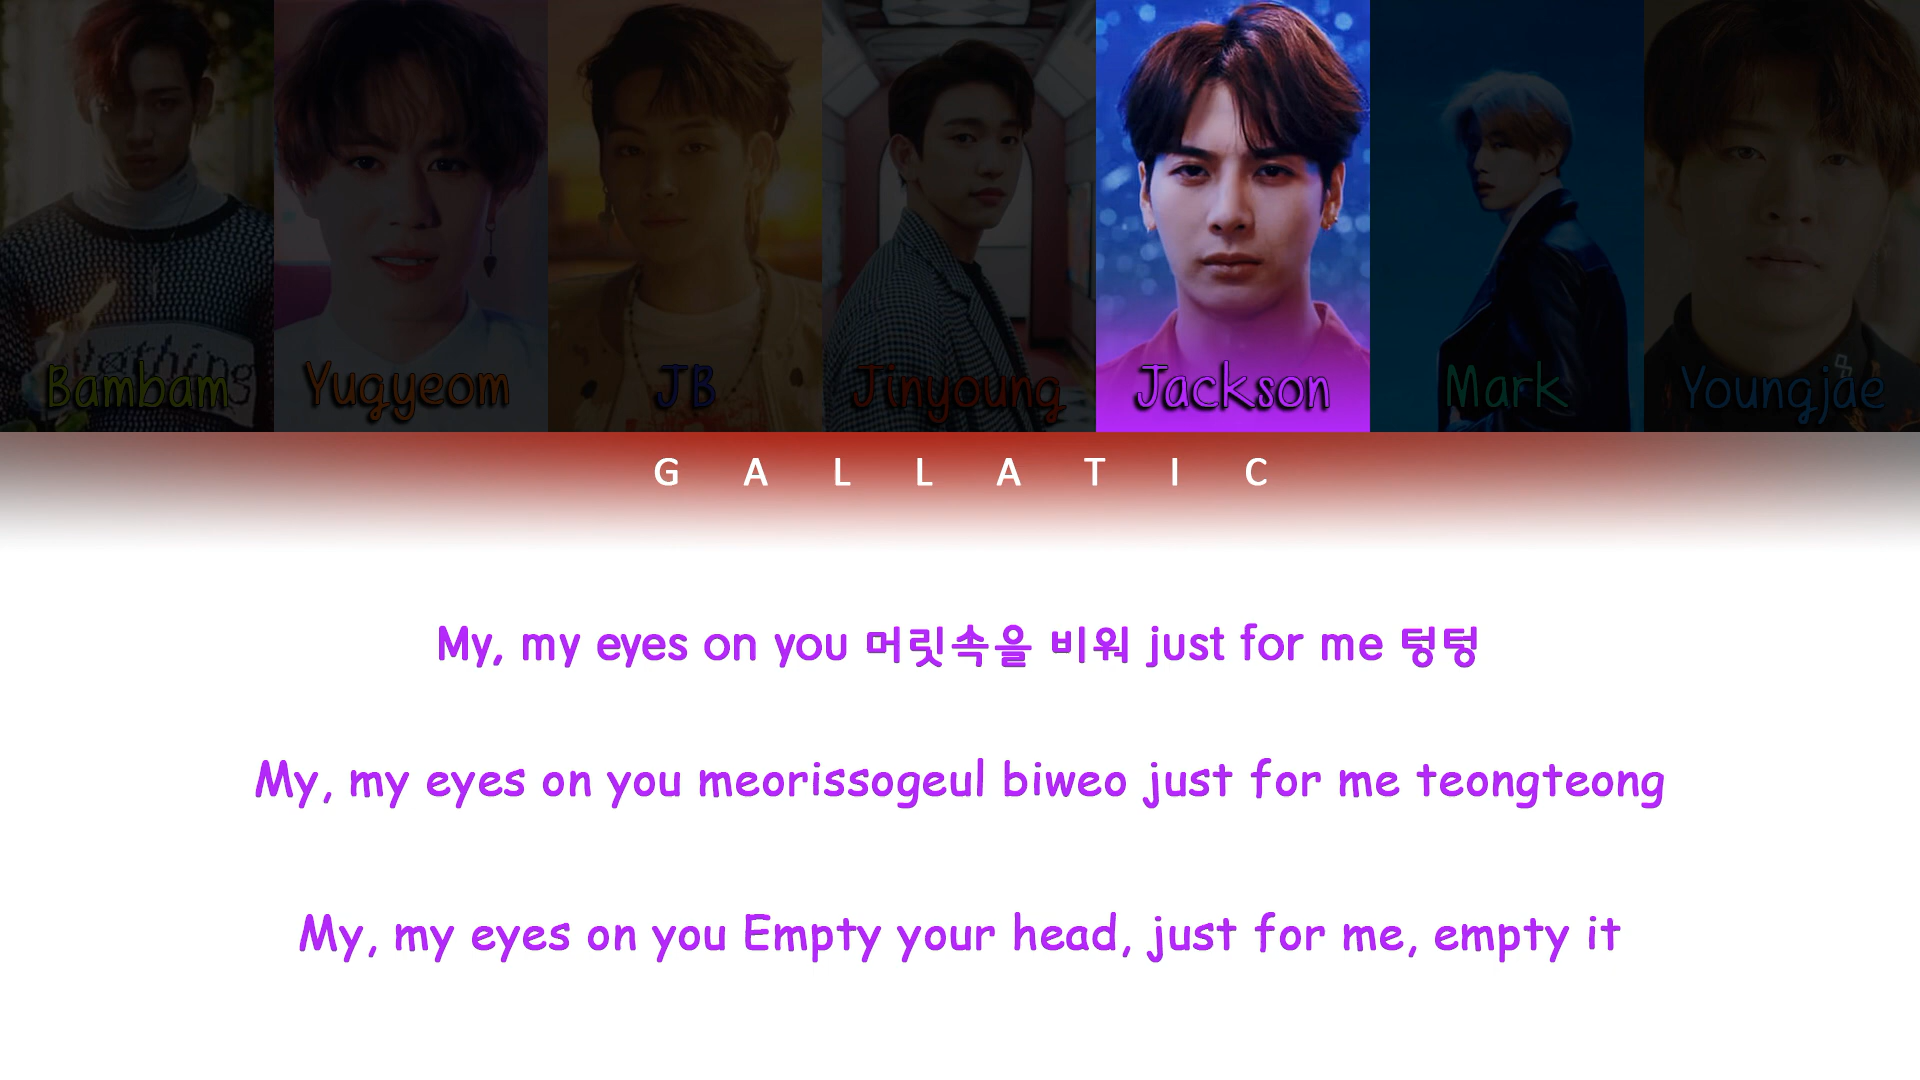 Bambam
Yugyeom
JB
Jinyoung
Jackson
Mark
Youngjae
GALLATIC
My, my eyes on you 머릿속을 비워 just for me 텅텅
My, my eyes on you meorissogeul biweo just for me teongteong
My, my eyes on you Empty your head, just for me, empty it